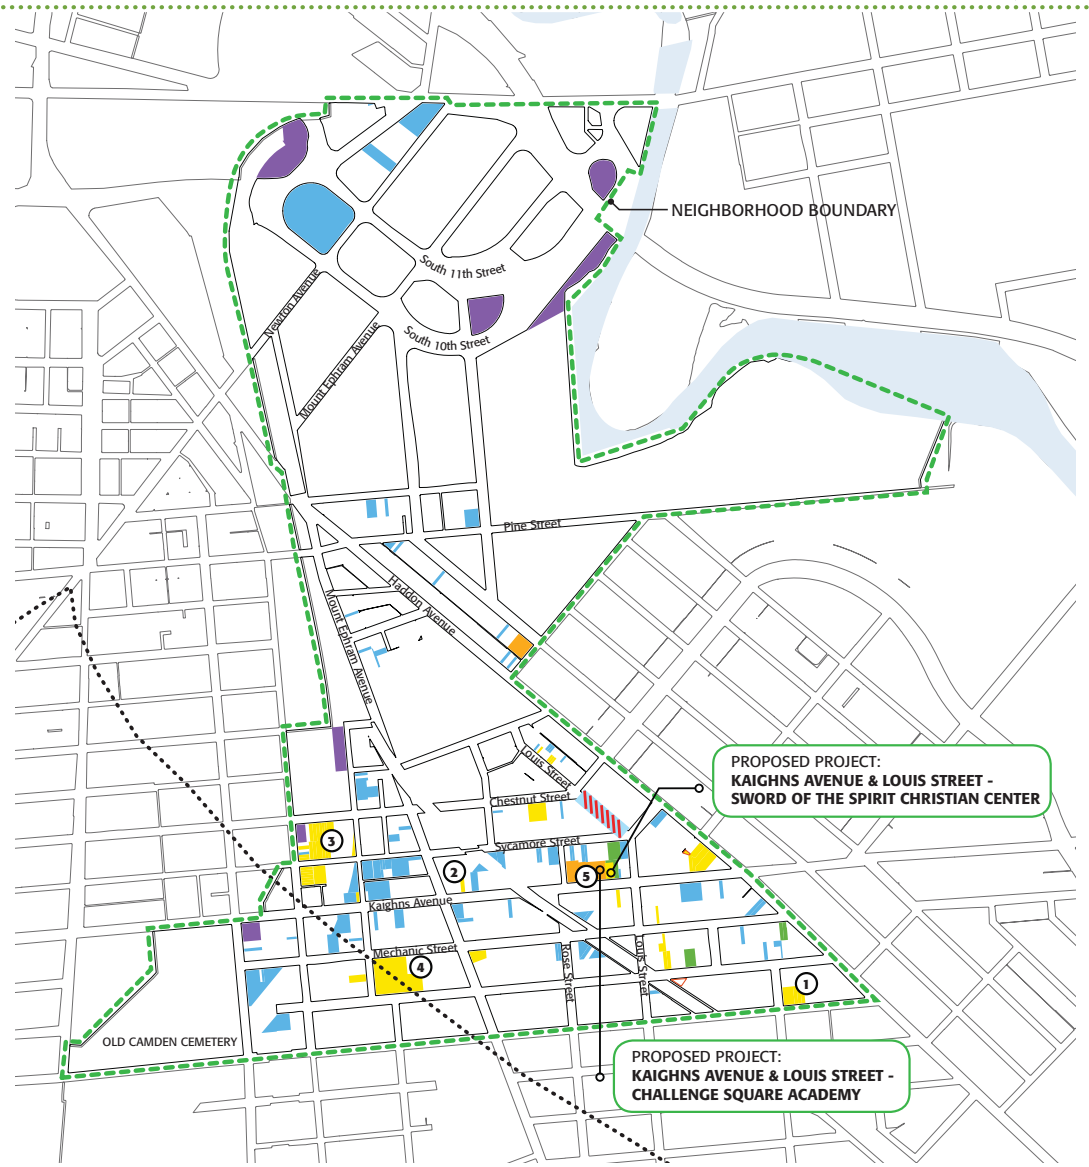 NEIGHBORHOOD BOUNDARY
South 11th Street
Newton Avenue
South 10th Street
Mount Ephram Avenue
Pine Street
Haddon Avenue
Mount Ephram Avenue
Louis Street
PROPOSED PROJECT:
KAIGHNS AVENUE & LOUIS STREET -
SWORD OF THE SPIRIT CHRISTIAN CENTER
Chestnut Street
Sycamore Street
3
2
5
Kaighns Avenue
Mechanic Street
Rose Street
Louis Street
4
1
OLD CAMDEN CEMETERY
PROPOSED PROJECT:
KAIGHNS AVENUE & LOUIS STREET -
CHALLENGE SQUARE ACADEMY